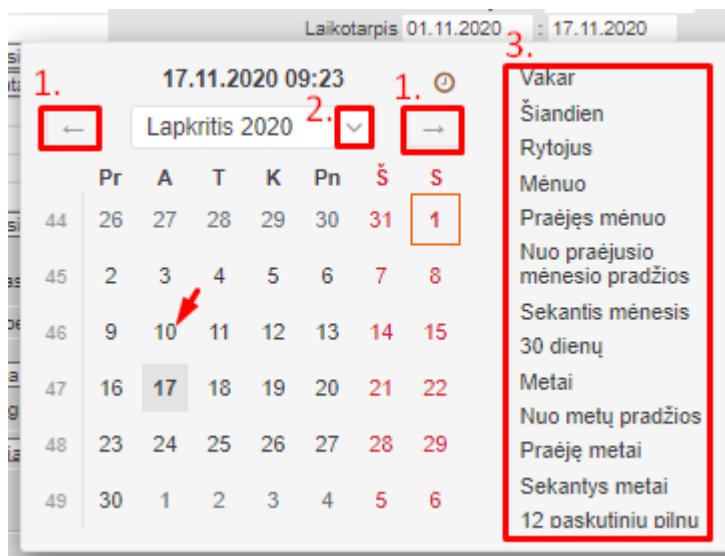 Laikotarpis 01.11.2020 : 17.11.2020
1. 17.11.2020 09:23 1. 3.
← Lapkritis 2020 2. →
Pr A T K Pn Š S
44 26 27 28 29 30 31 1
45 2 3 4 5 6 7 8
46 9 10 11 12 13 14 15
47 16 17 18 19 20 21 22
48 23 24 25 26 27 28 29
49 30 1 2 3 4 5 6
Vakar
Šiandien
Rytojus
Mėnuo
Praėjęs mėnuo
Nuo praėjusio
mėnesio pradžios
Sekantis mėnesis
30 dienų
Metai
Nuo metų pradžios
Praėję metai
Sekantys metai
12 paskutinių pilnų